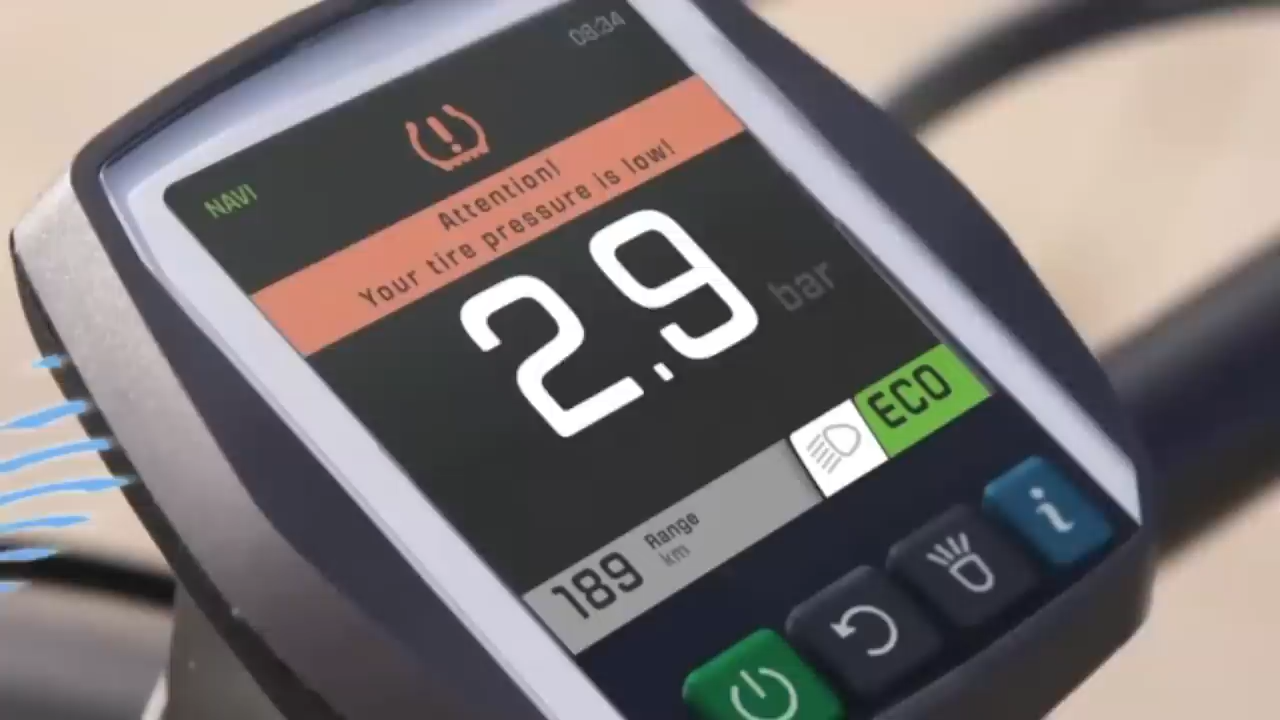 08:34
NAVI
Attention!
Your tire pressure is low!
2.9 bar
ECO
189 Range
km
i